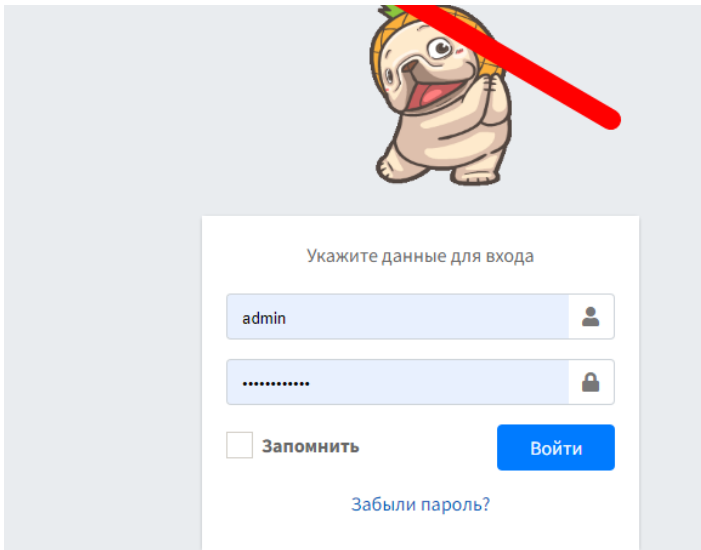 Укажите данные для входа
admin
••••••••••••
Запомнить
Войти
Забыли пароль?